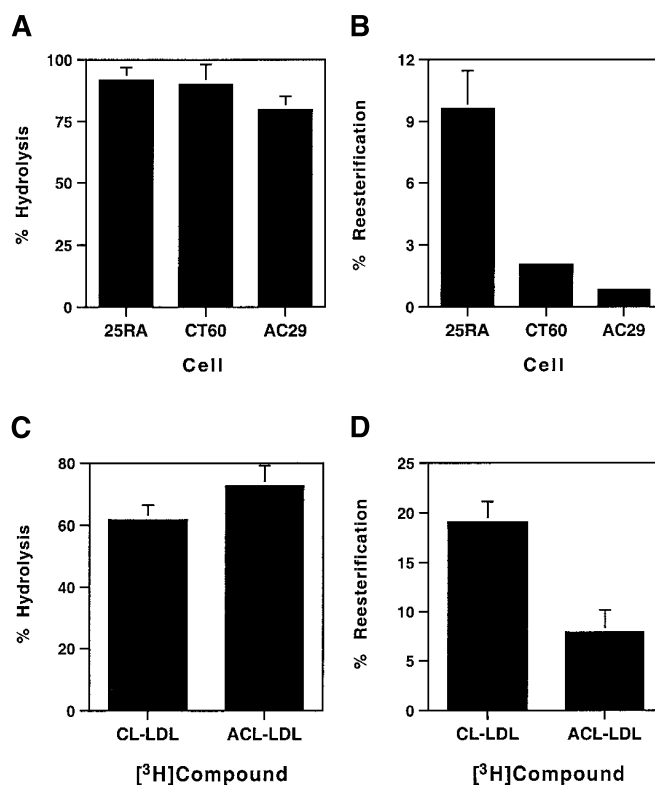 A
% Hydrolysis
100
75
50
25
0
25RA CT60 AC29
Cell
B
% Reesterification
12
9
6
3
0
25RA CT60 AC29
Cell
C
% Hydrolysis
80
60
40
20
0
CL-LDL ACL-LDL
[³H]Compound
D
% Reesterification
25
20
15
10
5
0
CL-LDL ACL-LDL
[³H]Compound